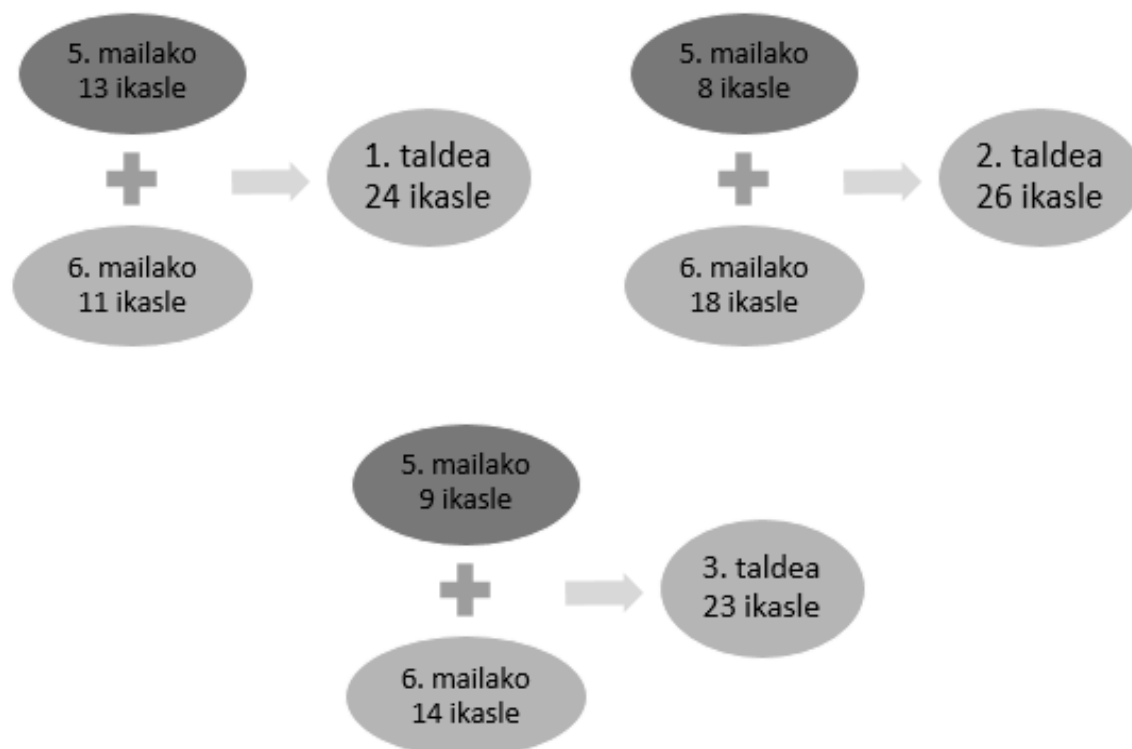 5. mailako
13 ikasle
6. mailako
11 ikasle
1. taldea
24 ikasle
5. mailako
8 ikasle
6. mailako
18 ikasle
2. taldea
26 ikasle
5. mailako
9 ikasle
6. mailako
14 ikasle
3. taldea
23 ikasle